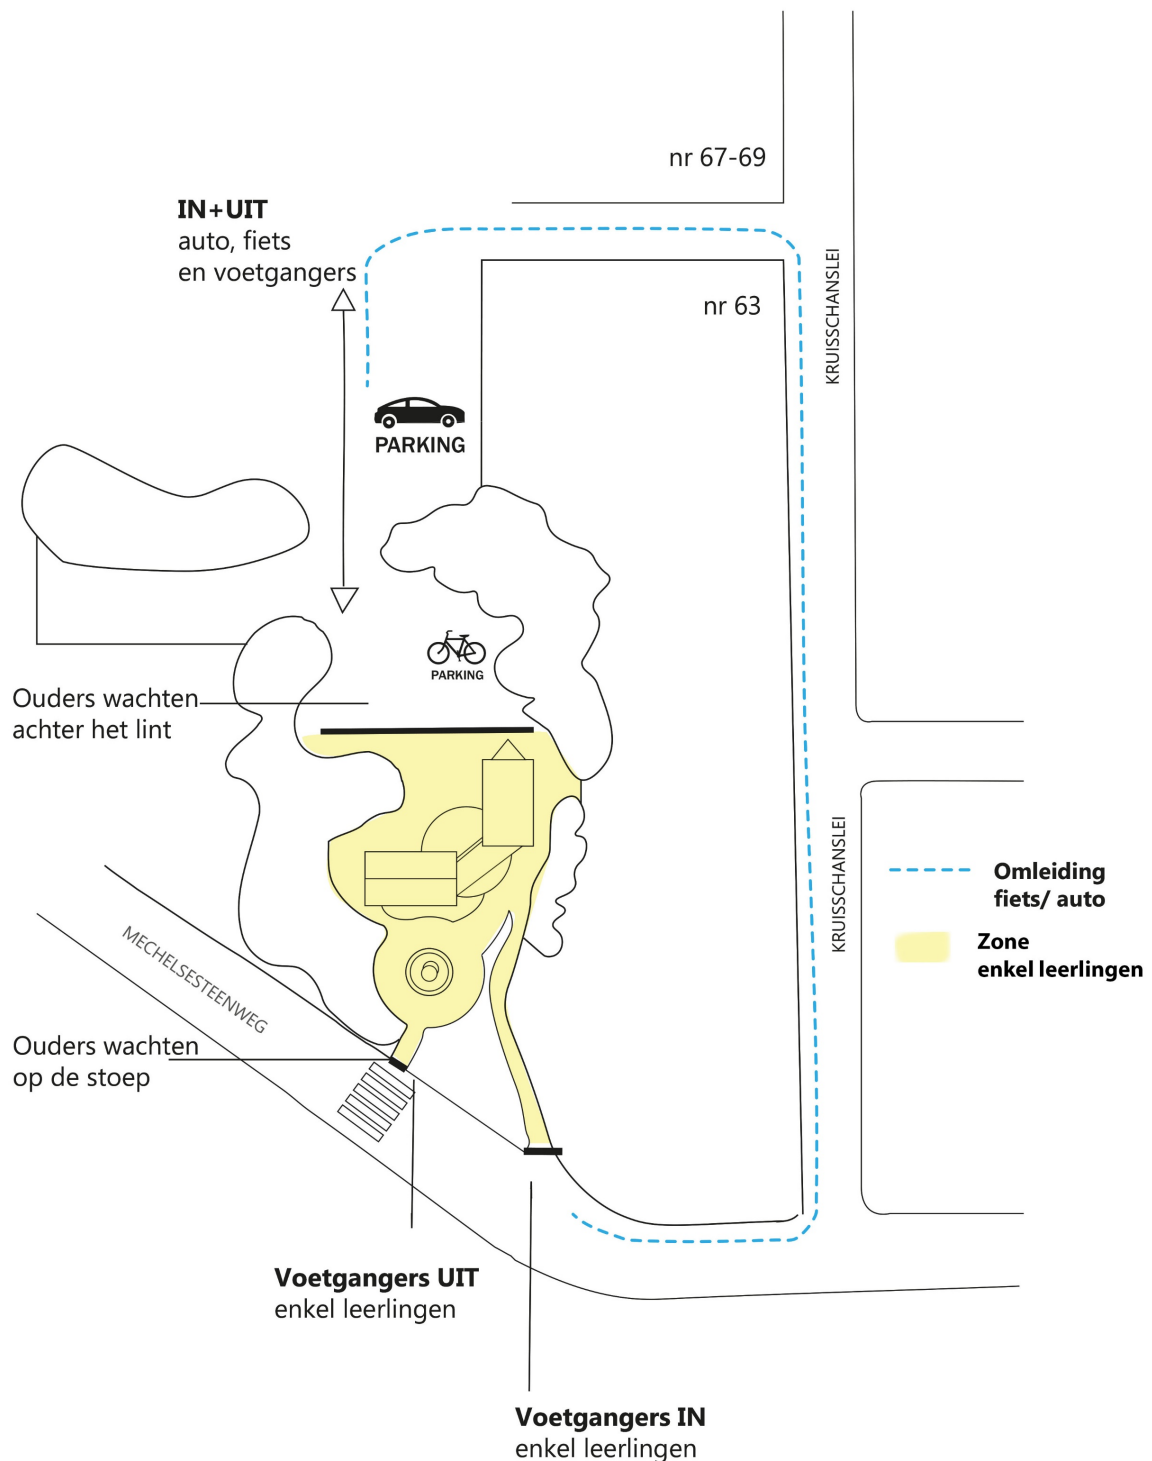 nr 67-69
IN+UIT
auto, fiets
en voetgangers
KRUISSCHANSLEI
nr 63
PARKING
PARKING
Ouders wachten
achter het lint
KRUISSCHANSLEI
Omleiding
fiets/ auto
Zone
enkel leerlingen
MECHELSESTEENWEG
Ouders wachten
op de stoep
Voetgangers UIT
enkel leerlingen
Voetgangers IN
enkel leerlingen